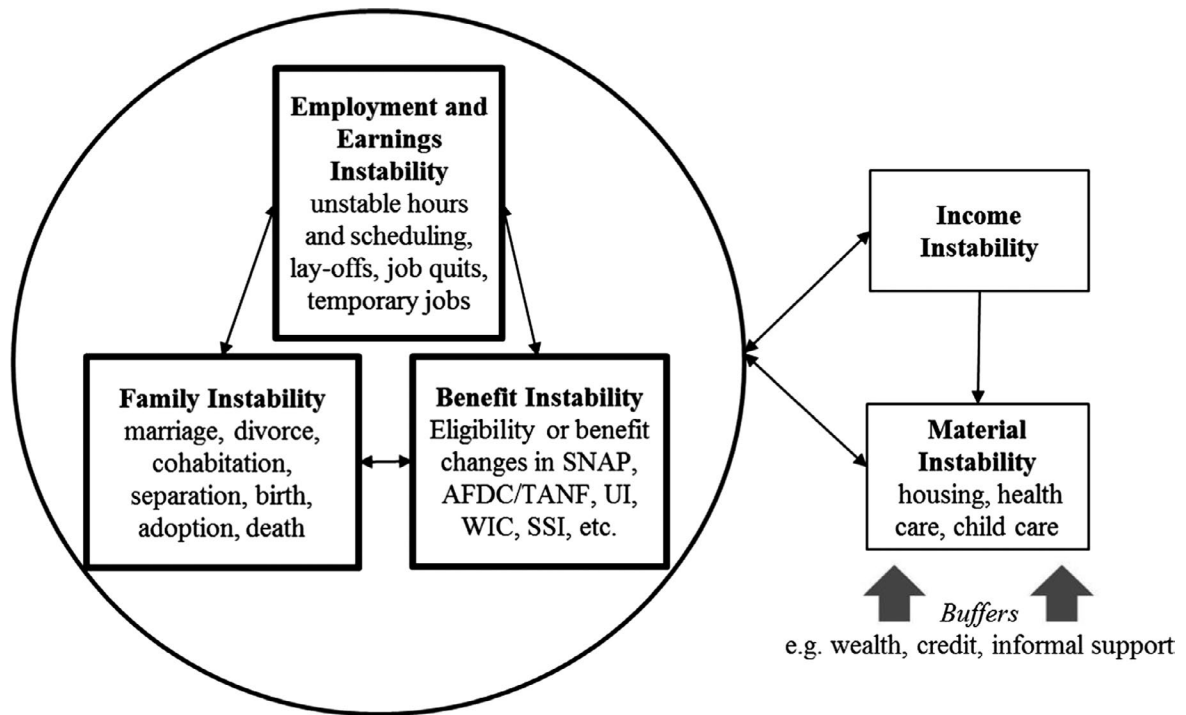 Employment and
Earnings
Instability
unstable hours
and scheduling,
lay-offs, job quits,
temporary jobs
Family Instability
marriage, divorce,
cohabitation,
separation, birth,
adoption, death
Benefit Instability
Eligibility or benefit
changes in SNAP,
AFDC/TANF, UI,
WIC, SSI, etc.
Income
Instability
Material
Instability
housing, health
care, child care
Buffers
e.g. wealth, credit, informal support